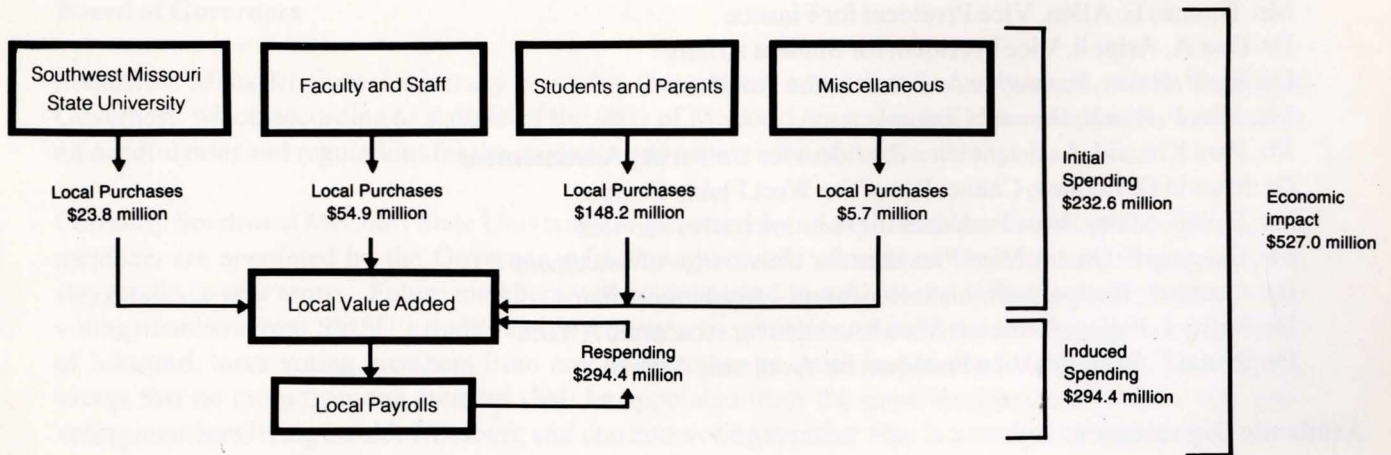 Southwest Missouri
State University
Faculty and Staff
Students and Parents
Miscellaneous
Local Purchases
$23.8 million
Local Purchases
$54.9 million
Local Purchases
$148.2 million
Local Purchases
$5.7 million
Initial
Spending
$232.6 million
Economic
impact
$527.0 million
Local Value Added
Respending
$294.4 million
Induced
Spending
$294.4 million
Local Payrolls